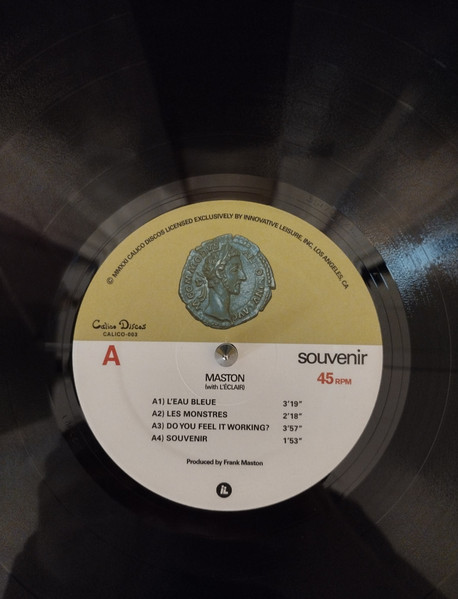 © MMXXI CALICO DISCOS LICENSED EXCLUSIVELY BY INNOVATIVE LEISURE, INC, LOS ANGELES, CA
Calico Discos
CALICO-003
A
souvenir
MASTON
(with L'ÉCLAIR)
45 RPM
A1) L'EAU BLEUE 3'19"
A2) LES MONSTRES 2'18"
A3) DO YOU FEEL IT WORKING? 3'57"
A4) SOUVENIR 1'53"
Produced by Frank Maston
iL